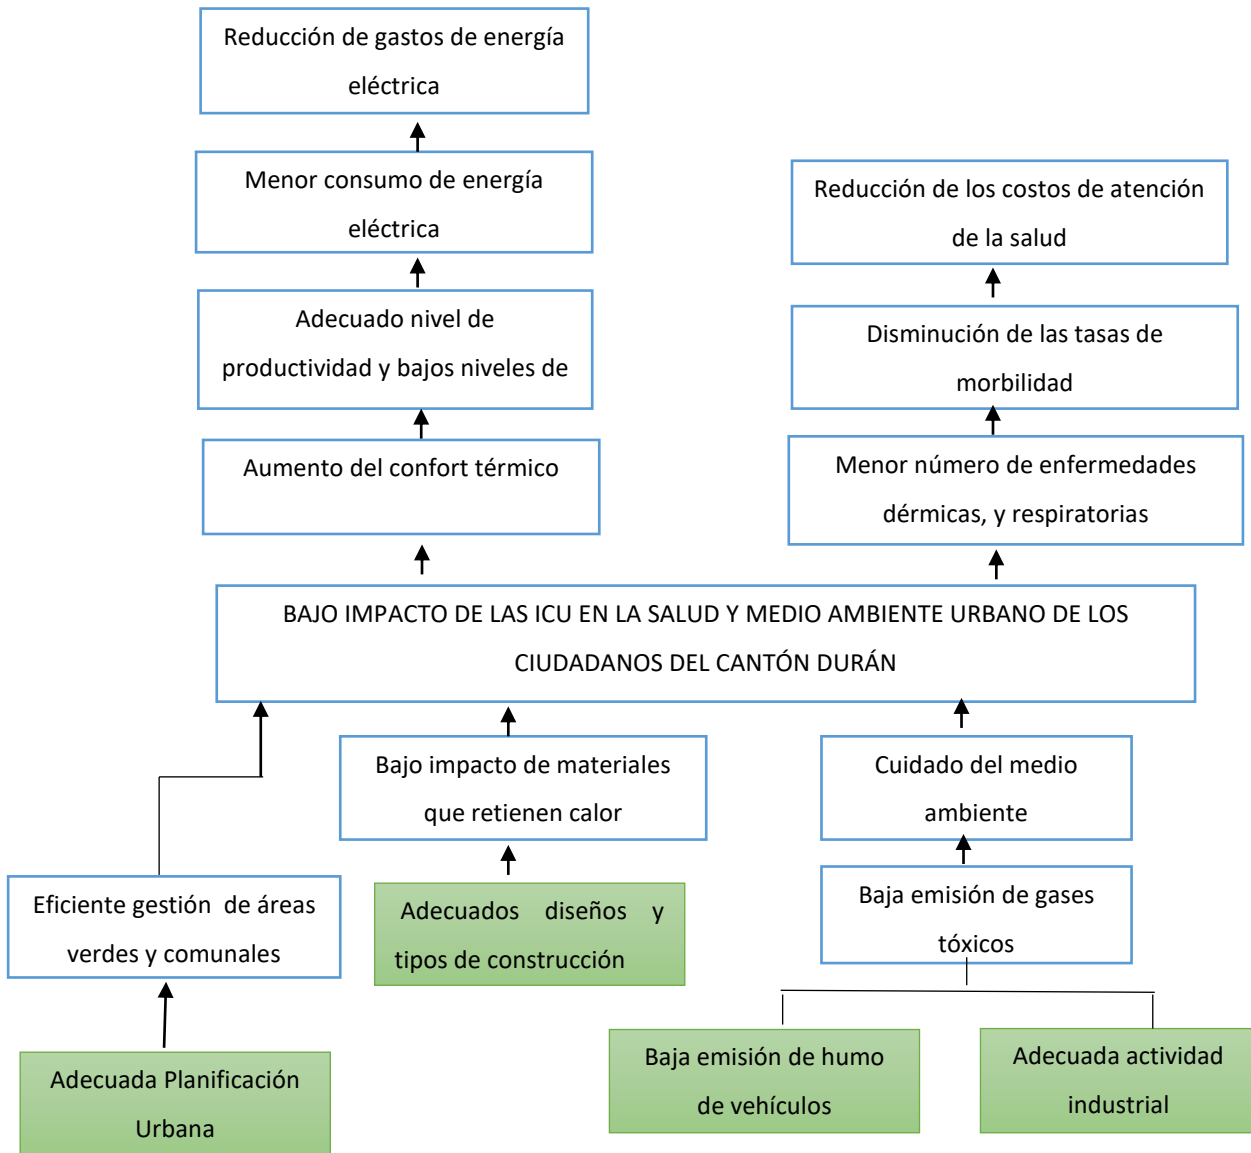 Reducción de gastos de energía
eléctrica
Menor consumo de energía
eléctrica
Reducción de los costos de atención
de la salud
Adecuado nivel de
productividad y bajos niveles de
Disminución de las tasas de
morbilidad
Aumento del confort térmico
Menor número de enfermedades
dérmicas, y respiratorias
BAJO IMPACTO DE LAS ICU EN LA SALUD Y MEDIO AMBIENTE URBANO DE LOS
CIUDADANOS DEL CANTÓN DURÁN
Bajo impacto de materiales
que retienen calor
Cuidado del medio
ambiente
Eficiente gestión de áreas
verdes y comunales
Adecuados diseños y
tipos de construcción
Baja emisión de gases
tóxicos
Adecuada Planificación
Urbana
Baja emisión de humo
de vehículos
Adecuada actividad
industrial